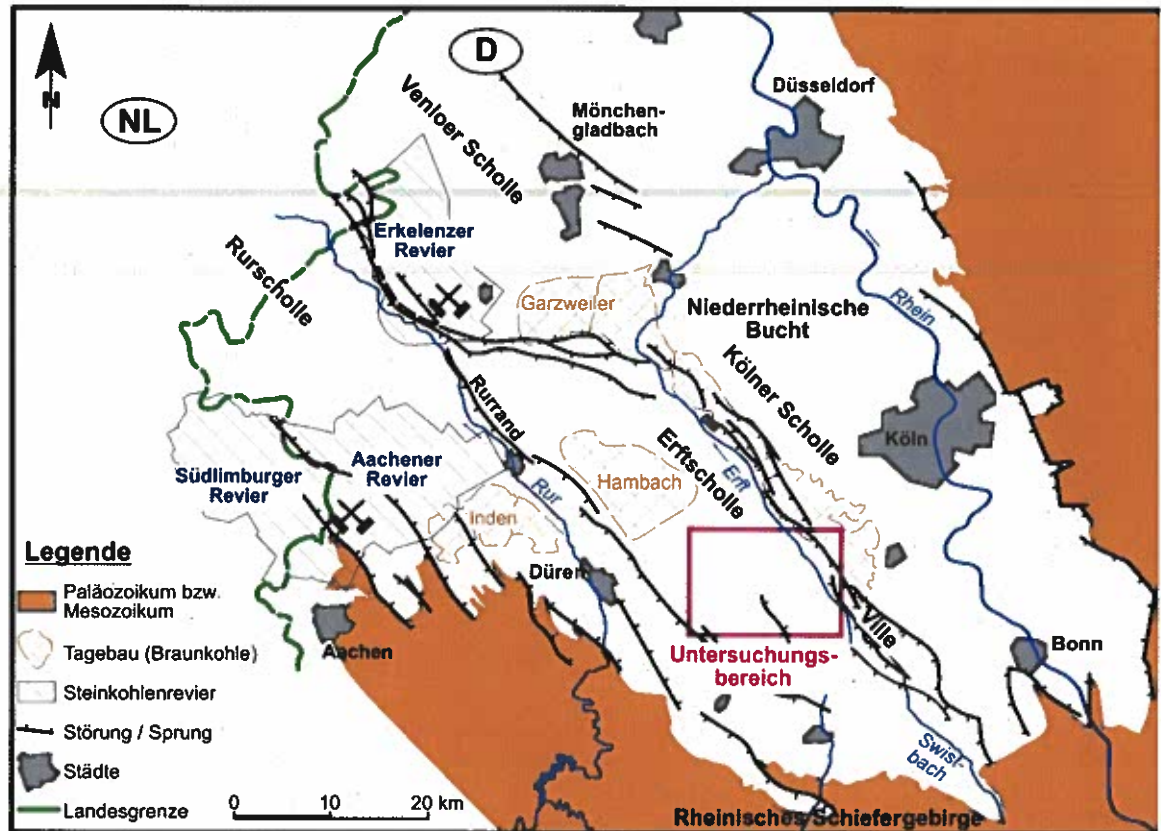 N
NL
D
Venloer Scholle
Mönchen-
gladbach
Düsseldorf
Erkelenzer
Revier
Rurscholle
Garzweiler
Niederrheinische
Bucht
Rhein
Kölner Scholle
Rurrand
Südlimburger
Revier
Aachener
Revier
Hambach
Erftscholle
Erft
Köln
Rur
Inden
Düren
Ville
Untersuchungs-
bereich
Bonn
Aachen
Swist-
bach
Rheinisches Schiefergebirge
Legende
Paläozoikum bzw.
Mesozoikum
Tagebau (Braunkohle)
Steinkohlenrevier
Störung / Sprung
Städte
Landesgrenze
0 10 20 km